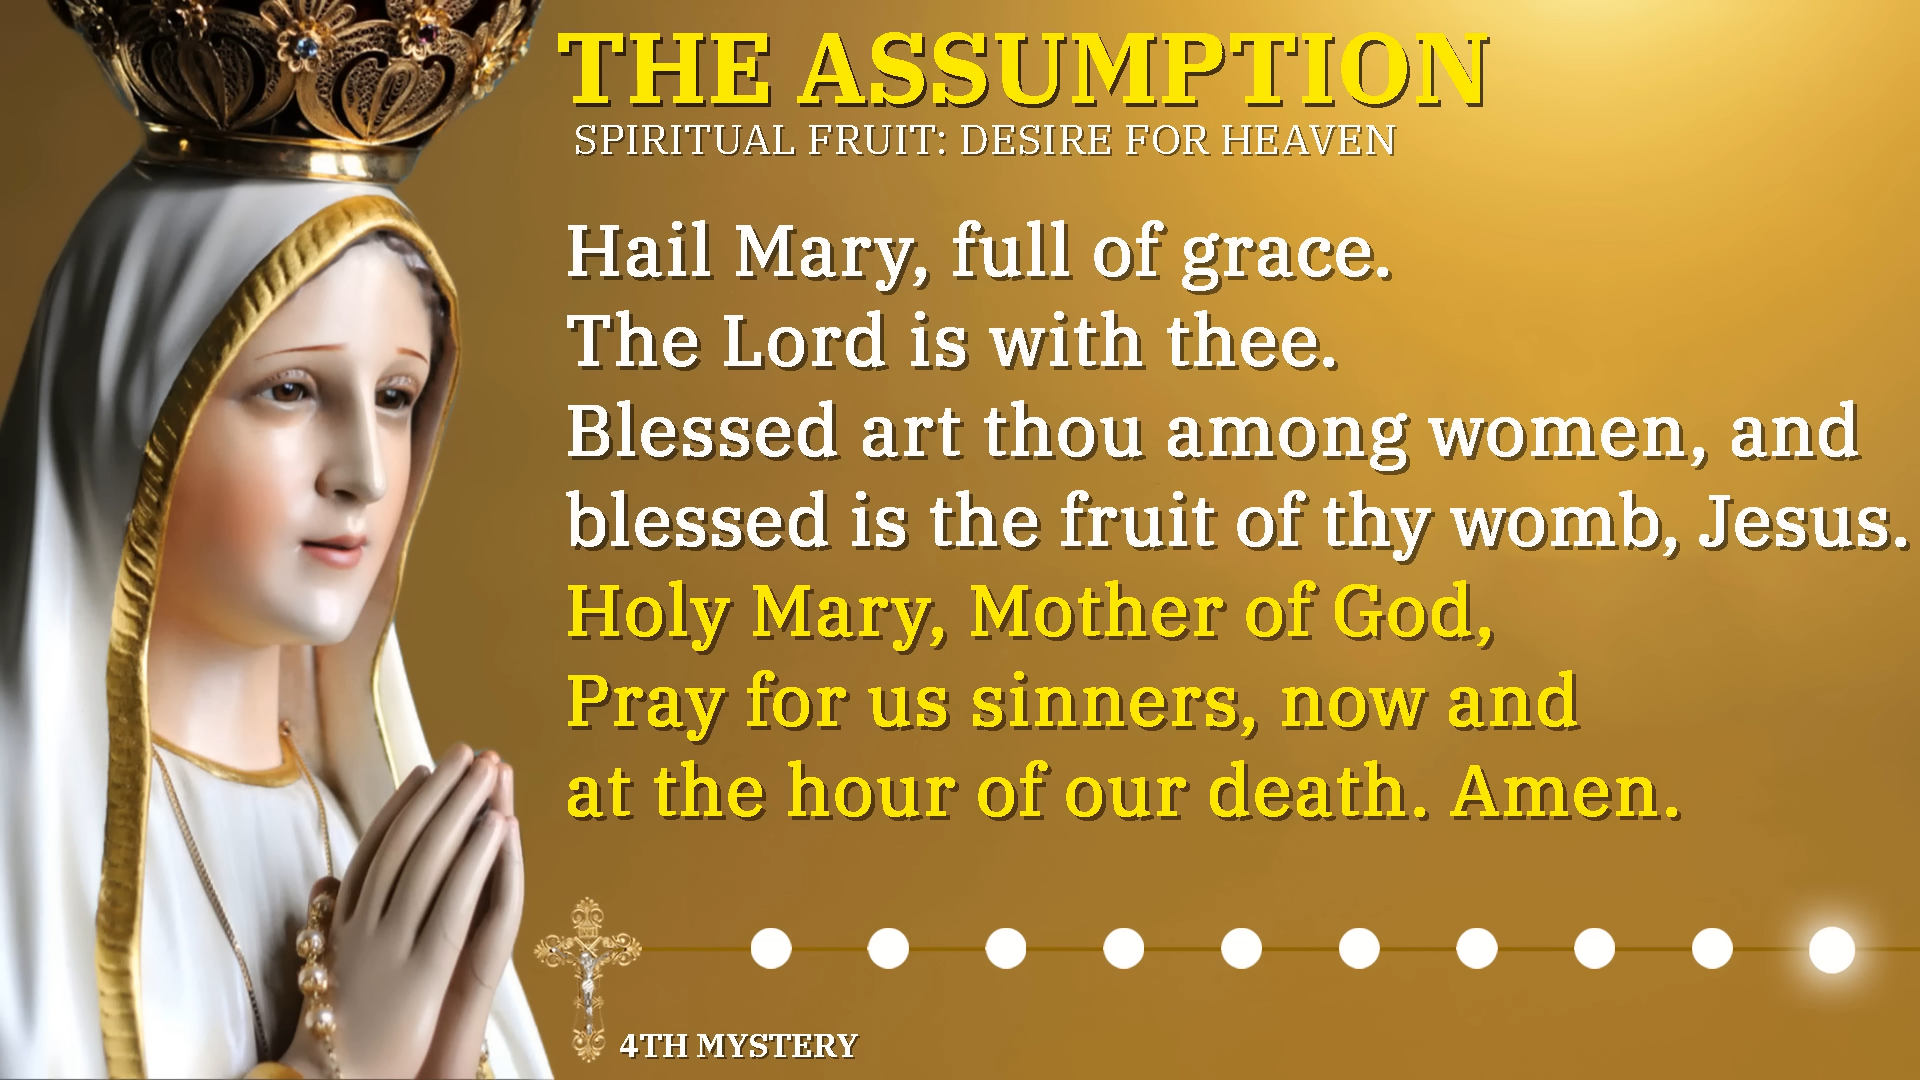 THE ASSUMPTION
SPIRITUAL FRUIT: DESIRE FOR HEAVEN
Hail Mary, full of grace.
The Lord is with thee.
Blessed art thou among women, and
blessed is the fruit of thy womb, Jesus.
Holy Mary, Mother of God,
Pray for us sinners, now and
at the hour of our death. Amen.
4TH MYSTERY